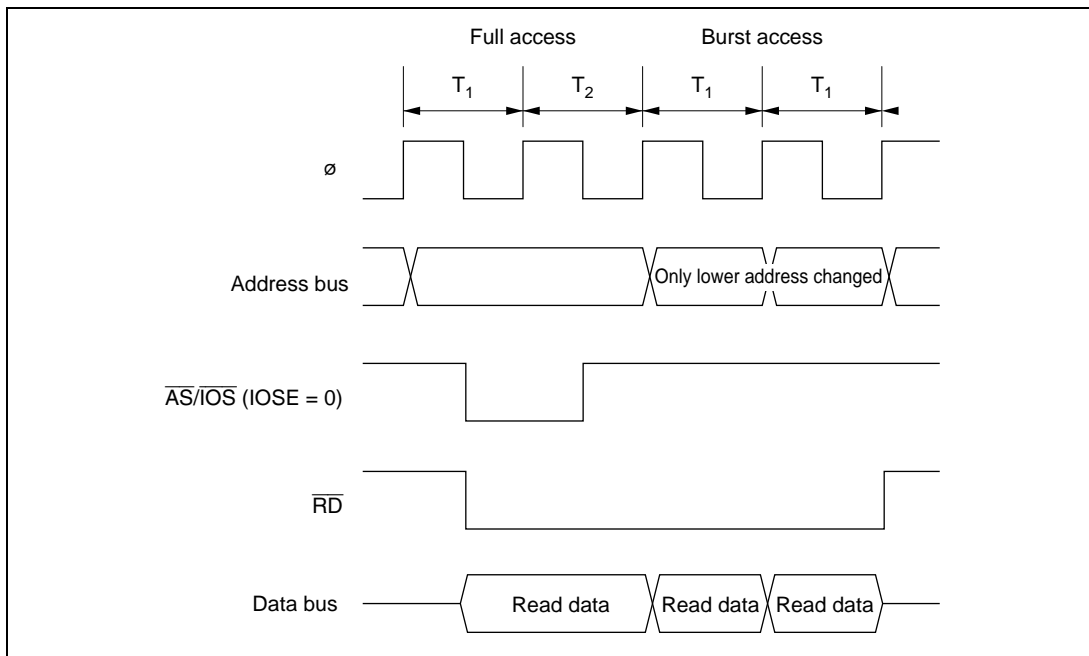 Full access Burst access
T1 T2 T1 T1
ø
Address bus Only lower address changed
AS/IOS (IOSE = 0)
RD
Data bus Read data Read data Read data